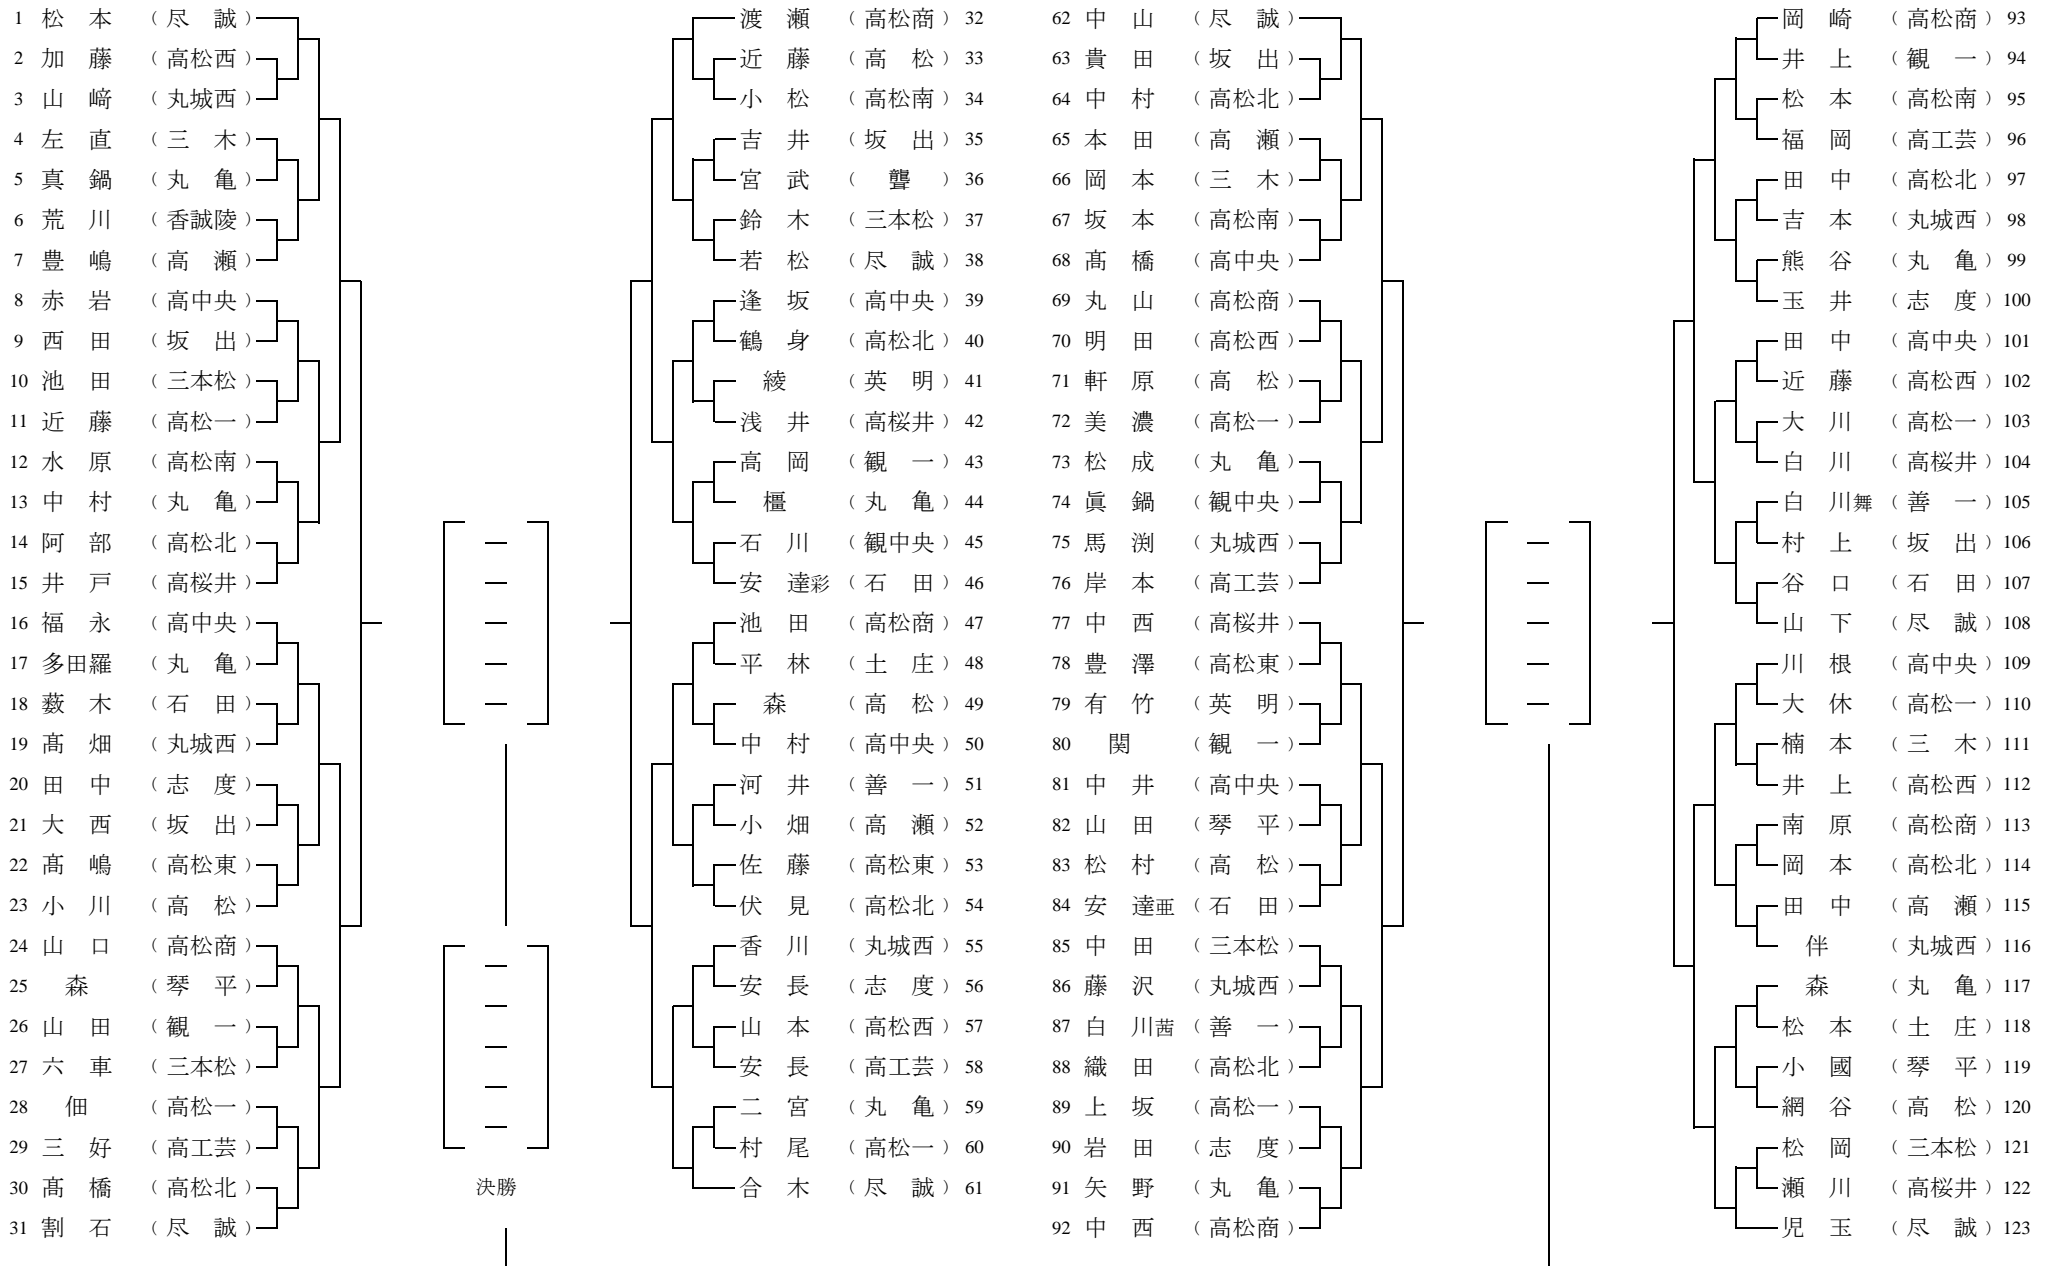 1 松本 (尽誠)
2 加藤 (高松西)
3 山﨑 (丸城西)
4 左直 (三木)
5 真鍋 (丸亀)
6 荒川 (香誠陵)
7 豊嶋 (高瀬)
8 赤岩 (高中央)
9 西田 (坂出)
10 池田 (三本松)
11 近藤 (高松一)
12 水原 (高松南)
13 中村 (丸亀)
14 阿部 (高松北)
15 井戸 (高桜井)
16 福永 (高中央)
17 多田羅 (丸亀)
18 薮木 (石田)
19 髙畑 (丸城西)
20 田中 (志度)
21 大西 (坂出)
22 髙嶋 (高松東)
23 小川 (高松)
24 山口 (高松商)
25 森 (琴平)
26 山田 (観一)
27 六車 (三本松)
28 佃 (高松一)
29 三好 (高工芸)
30 髙橋 (高松北)
31 割石 (尽誠)
決勝
渡瀬 (高松商) 32
近藤 (高松) 33
小松 (高松南) 34
吉井 (坂出) 35
宮武 (聾) 36
鈴木 (三本松) 37
若松 (尽誠) 38
逢坂 (高中央) 39
鶴身 (高松北) 40
綾 (英明) 41
浅井 (高桜井) 42
高岡 (観一) 43
橿 (丸亀) 44
石川 (観中央) 45
安達彩 (石田) 46
池田 (高松商) 47
平林 (土庄) 48
森 (高松) 49
中村 (高中央) 50
河井 (善一) 51
小畑 (高瀬) 52
佐藤 (高松東) 53
伏見 (高松北) 54
香川 (丸城西) 55
安長 (志度) 56
山本 (高松西) 57
安長 (高工芸) 58
二宮 (丸亀) 59
村尾 (高松一) 60
合木 (尽誠) 61
62 中山 (尽誠)
63 貴田 (坂出)
64 中村 (高松北)
65 本田 (高瀬)
66 岡本 (三木)
67 坂本 (高松南)
68 髙橋 (高中央)
69 丸山 (高松商)
70 明田 (高松西)
71 軒原 (高松)
72 美濃 (高松一)
73 松成 (丸亀)
74 眞鍋 (観中央)
75 馬渕 (丸城西)
76 岸本 (高工芸)
77 中西 (高桜井)
78 豊澤 (高松東)
79 有竹 (英明)
80 関 (観一)
81 中井 (高中央)
82 山田 (琴平)
83 松村 (高松)
84 安達亜 (石田)
85 中田 (三本松)
86 藤沢 (丸城西)
87 白川茜 (善一)
88 織田 (高松北)
89 上坂 (高松一)
90 岩田 (志度)
91 矢野 (丸亀)
92 中西 (高松商)
岡崎 (高松商) 93
井上 (観一) 94
松本 (高松南) 95
福岡 (高工芸) 96
田中 (高松北) 97
吉本 (丸城西) 98
熊谷 (丸亀) 99
玉井 (志度) 100
田中 (高中央) 101
近藤 (高松西) 102
大川 (高松一) 103
白川 (高桜井) 104
白川舞 (善一) 105
村上 (坂出) 106
谷口 (石田) 107
山下 (尽誠) 108
川根 (高中央) 109
大休 (高松一) 110
楠本 (三木) 111
井上 (高松西) 112
南原 (高松商) 113
岡本 (高松北) 114
田中 (高瀬) 115
伴 (丸城西) 116
森 (丸亀) 117
松本 (土庄) 118
小國 (琴平) 119
網谷 (高松) 120
松岡 (三本松) 121
瀬川 (高桜井) 122
児玉 (尽誠) 123